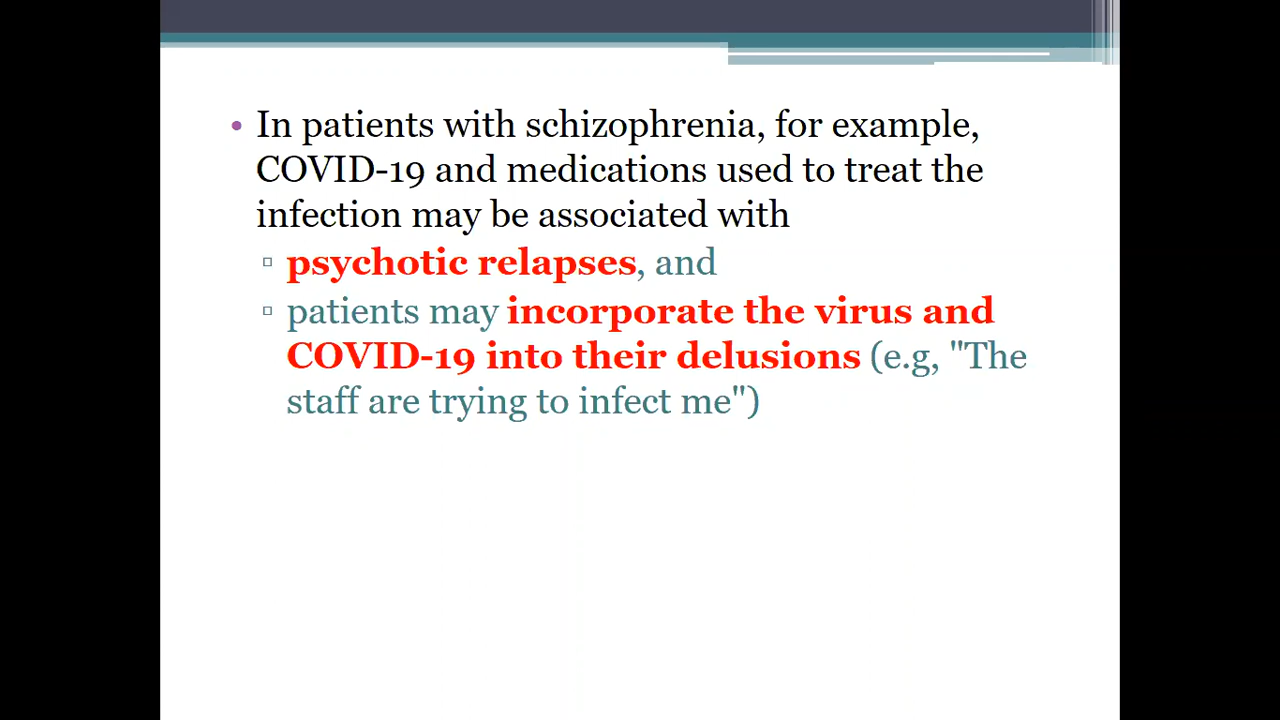 • In patients with schizophrenia, for example,
COVID-19 and medications used to treat the
infection may be associated with
▫ psychotic relapses, and
▫ patients may incorporate the virus and
COVID-19 into their delusions (e.g, "The
staff are trying to infect me")